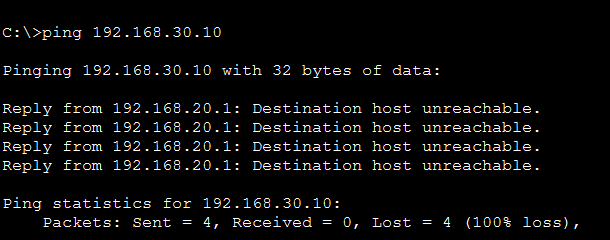 C:\>ping 192.168.30.10
Pinging 192.168.30.10 with 32 bytes of data:
Reply from 192.168.20.1: Destination host unreachable.
Reply from 192.168.20.1: Destination host unreachable.
Reply from 192.168.20.1: Destination host unreachable.
Reply from 192.168.20.1: Destination host unreachable.
Ping statistics for 192.168.30.10:
Packets: Sent = 4, Received = 0, Lost = 4 (100% loss),